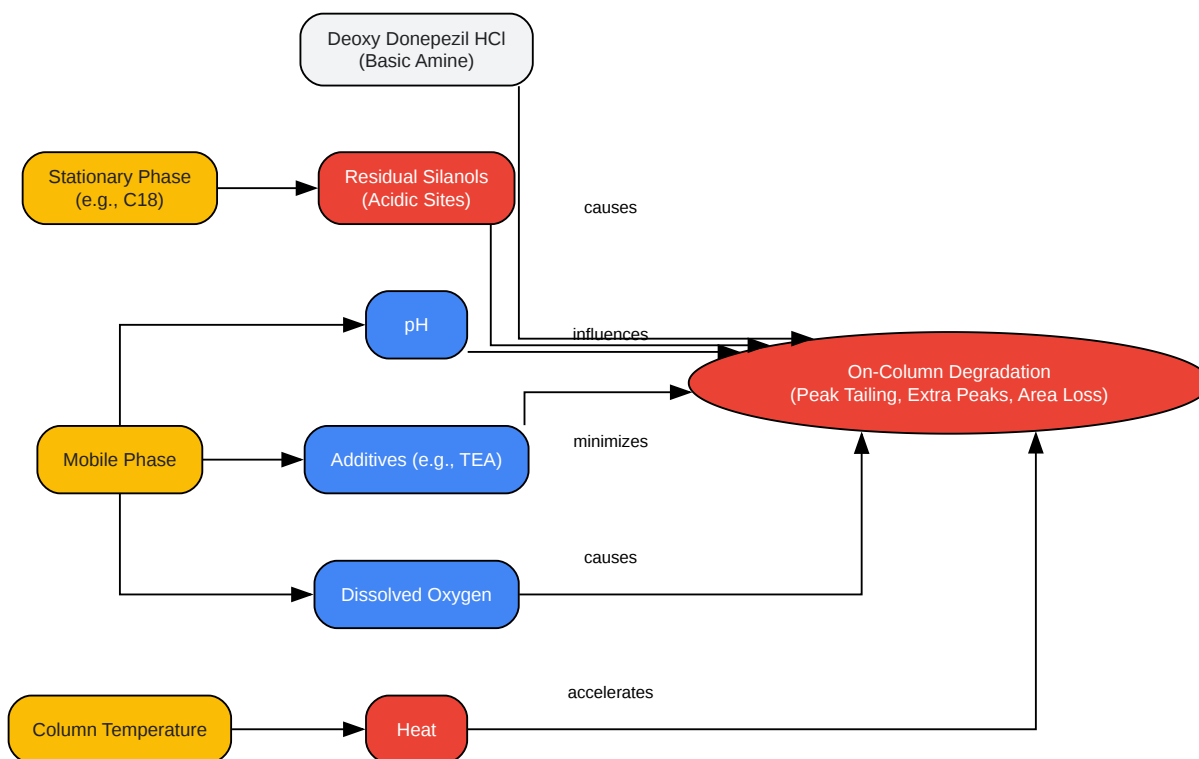 Deoxy Donepezil HCl
(Basic Amine)
Stationary Phase
(e.g., C18)
Residual Silanols
(Acidic Sites)
causes
pH
influences
On-Column Degradation
(Peak Tailing, Extra Peaks, Area Loss)
Mobile Phase
Additives (e.g., TEA)
minimizes
causes
Dissolved Oxygen
accelerates
Column Temperature
Heat